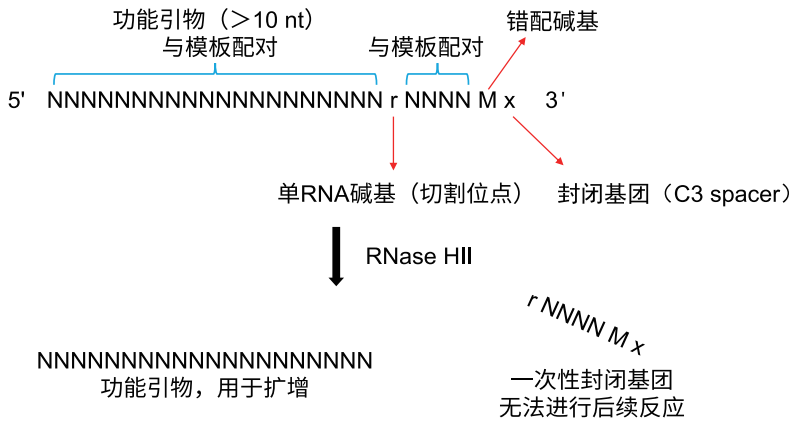 功能引物（＞10 nt）
与模板配对
与模板配对
错配碱基
5' NNNNNNNNNNNNNNNNNNNN r NNNN M x 3'
单RNA碱基（切割位点）
封闭基团（C3 spacer）
RNase HII
r NNNN M x
NNNNNNNNNNNNNNNNNNNN
功能引物，用于扩增
一次性封闭基团
无法进行后续反应